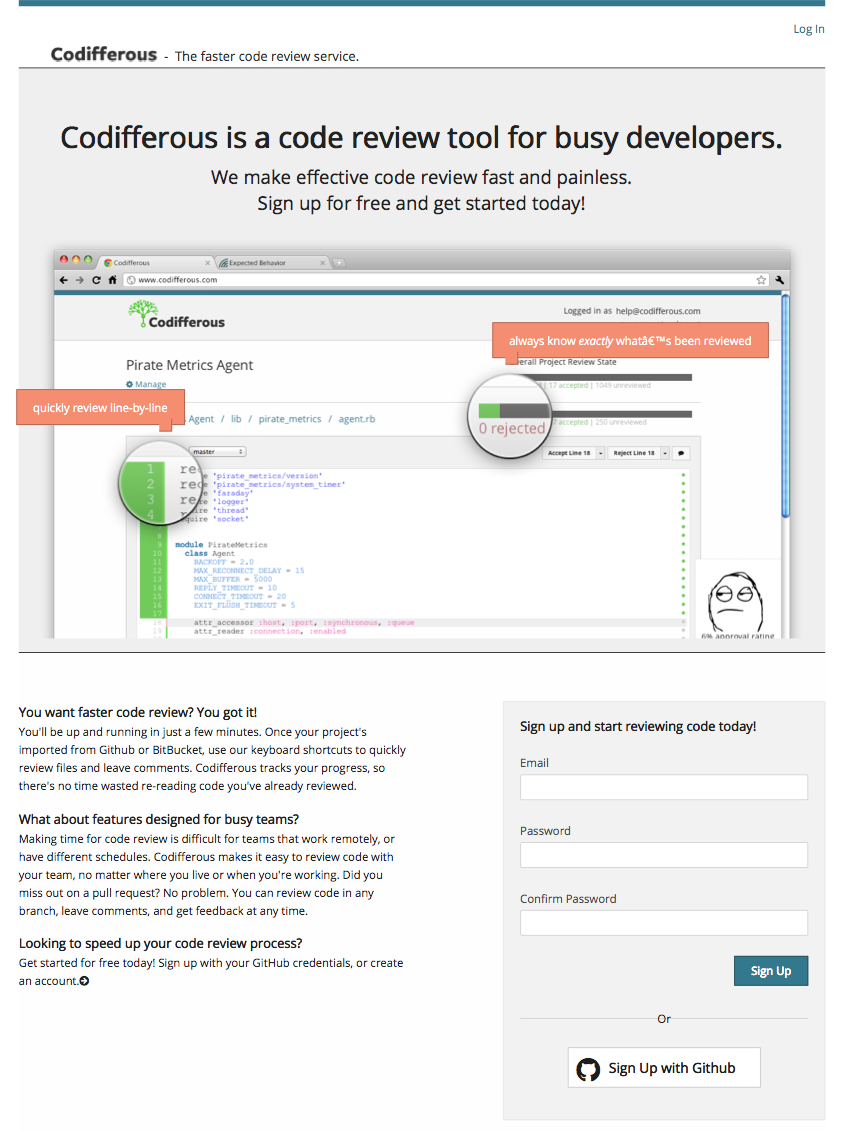 Log In
Codifferous - The faster code review service.
Codifferous is a code review tool for busy developers.
We make effective code review fast and painless.
Sign up for free and get started today!
Codifferous
Expected Behavior
www.codifferous.com
Codifferous
Logged in as help@codifferous.com
always know exactly whatâ€™s been reviewed
Pirate Metrics Agent
erall Project Review State
Manage
17 accepted | 1049 unreviewed
quickly review line-by-line
Agent / lib / pirate_metrics / agent.rb
accepted | 250 unreviewed
0 rejected
master
Accept Line 18
Reject Line 18
1 rec
2 rec 'pirate_metrics/version'
3 re 'pirate_metrics/system_timer'
4 'faraday'
'logger'
ire 'thread'
quire 'socket'
8
9 module PirateMetrics
10 class Agent
11 BACKOFF = 2.0
12 MAX_RECONNECT_DELAY = 15
13 MAX_BUFFER = 5000
14 REPLY_TIMEOUT = 10
15 CONNECT_TIMEOUT = 20
16 EXIT_FLUSH_TIMEOUT = 5
17
18 attr_accessor :host, :port, :synchronous, :queue
19 attr_reader :connection, :enabled
6% approval rating
You want faster code review? You got it!
You'll be up and running in just a few minutes. Once your project's
imported from Github or BitBucket, use our keyboard shortcuts to quickly
review files and leave comments. Codifferous tracks your progress, so
there's no time wasted re-reading code you've already reviewed.
What about features designed for busy teams?
Making time for code review is difficult for teams that work remotely, or
have different schedules. Codifferous makes it easy to review code with
your team, no matter where you live or when you're working. Did you
miss out on a pull request? No problem. You can review code in any
branch, leave comments, and get feedback at any time.
Looking to speed up your code review process?
Get started for free today! Sign up with your GitHub credentials, or create
an account.
Sign up and start reviewing code today!
Email
Password
Confirm Password
Sign Up
Or
Sign Up with Github